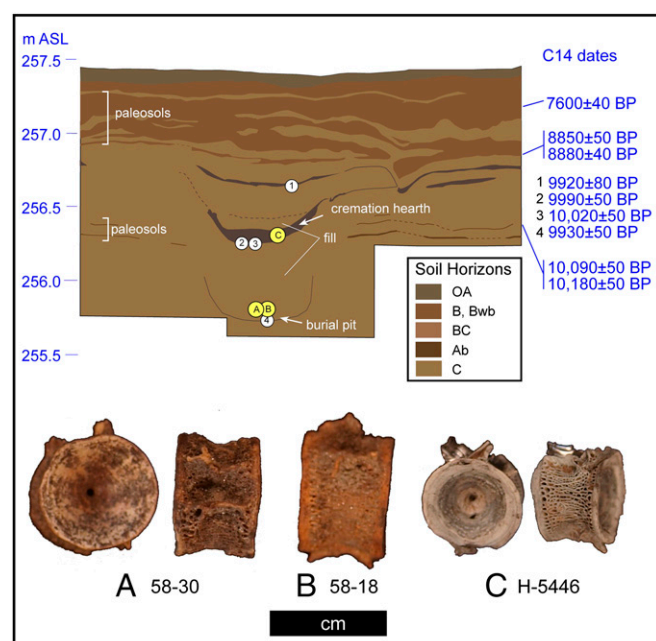 m ASL
C14 dates
257.5
paleosols
7600±40 BP
257.0
8850±50 BP
8880±40 BP
1
1 9920±80 BP
256.5
cremation hearth
2 9990±50 BP
paleosols
C
3 10,020±50 BP
2 3
fill
4 9930±50 BP
256.0
Soil Horizons
10,090±50 BP
OA
10,180±50 BP
B, Bwb
A B
BC
4
burial pit
Ab
255.5
C
A 58-30
B 58-18
C H-5446
cm